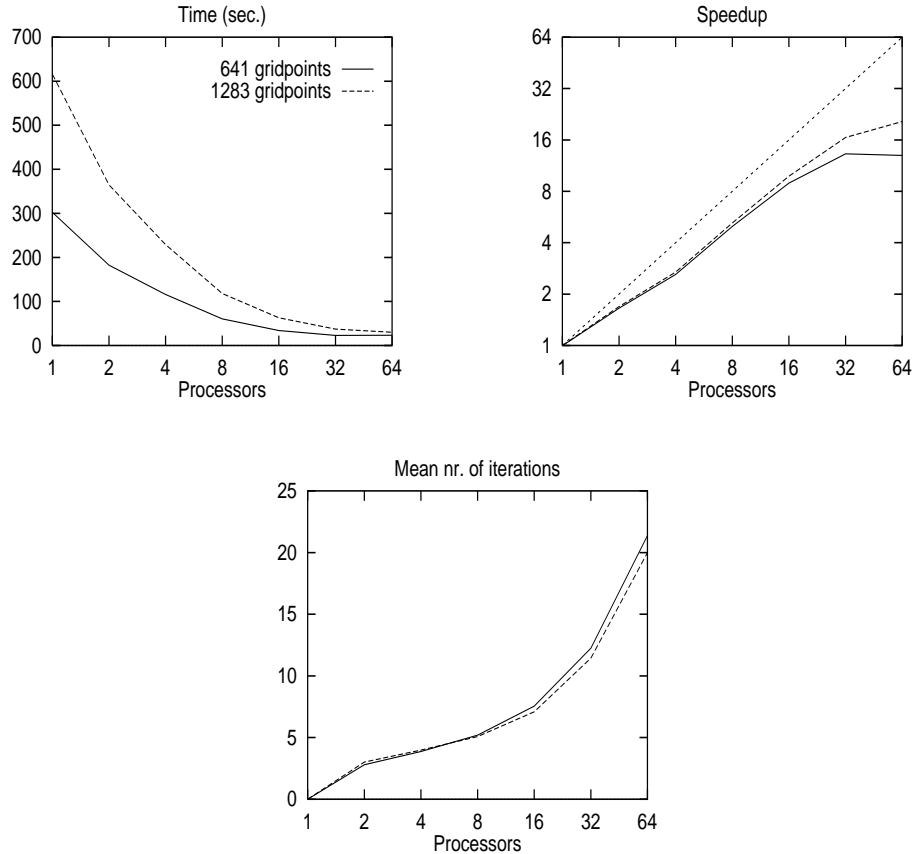 Time (sec.)
700
600
500
400
300
200
100
0
641 gridpoints
1283 gridpoints
1 2 4 8 16 32 64
Processors
Speedup
64
32
16
8
4
2
1
1 2 4 8 16 32 64
Processors
Mean nr. of iterations
25
20
15
10
5
0
1 2 4 8 16 32 64
Processors